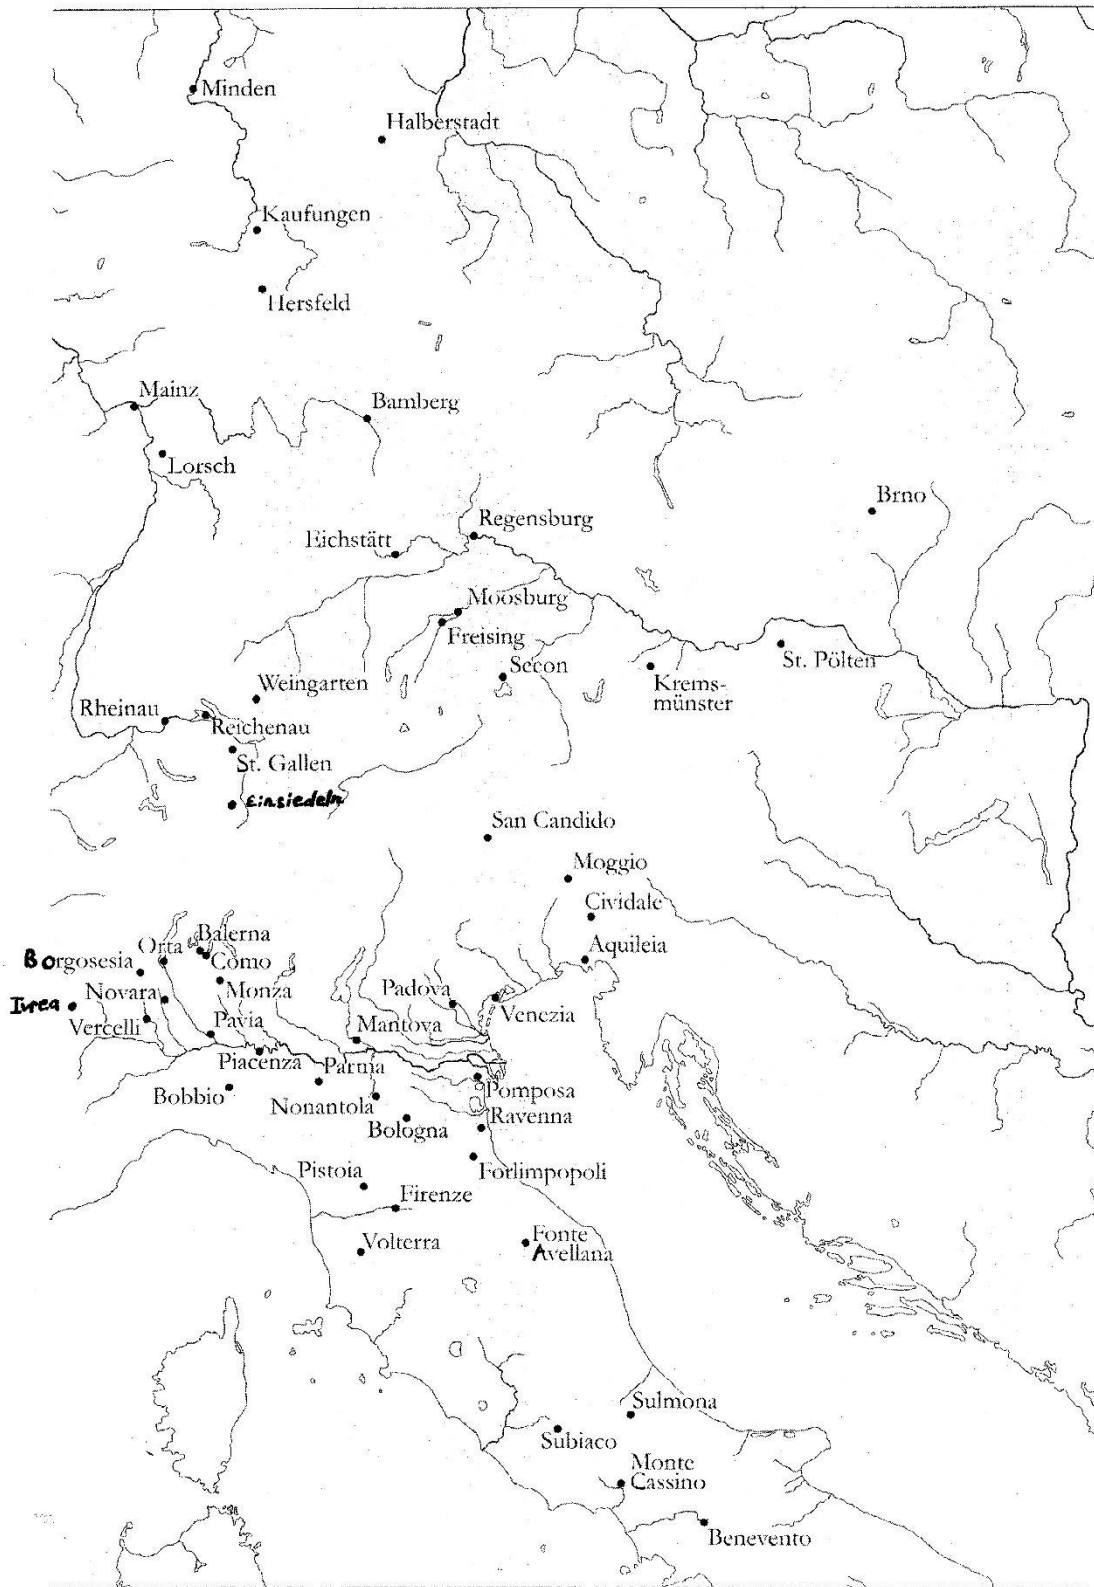 Minden
Halberstadt
Kaufungen
Hersfeld
Mainz
Bamberg
Lorsch
Brno
Regensburg
Eichstätt
Moosburg
Freising
St. Pölten
Seeon
Krems-
münster
Weingarten
Rheinau
Reichenau
St. Gallen
Einsiedeln
San Candido
Moggio
Cividale
Balerna
Orta
Aquileia
Borgosesia
Como
Novara
Monza
Padova
Ivrea
Venezia
Vercelli
Pavia
Mantova
Piacenza
Parma
Bobbio
Pomposa
Nonantola
Ravenna
Bologna
Pistoia
Forlimpopoli
Firenze
Volterra
Fonte
Avellana
Sulmona
Subiaco
Monte
Cassino
Benevento